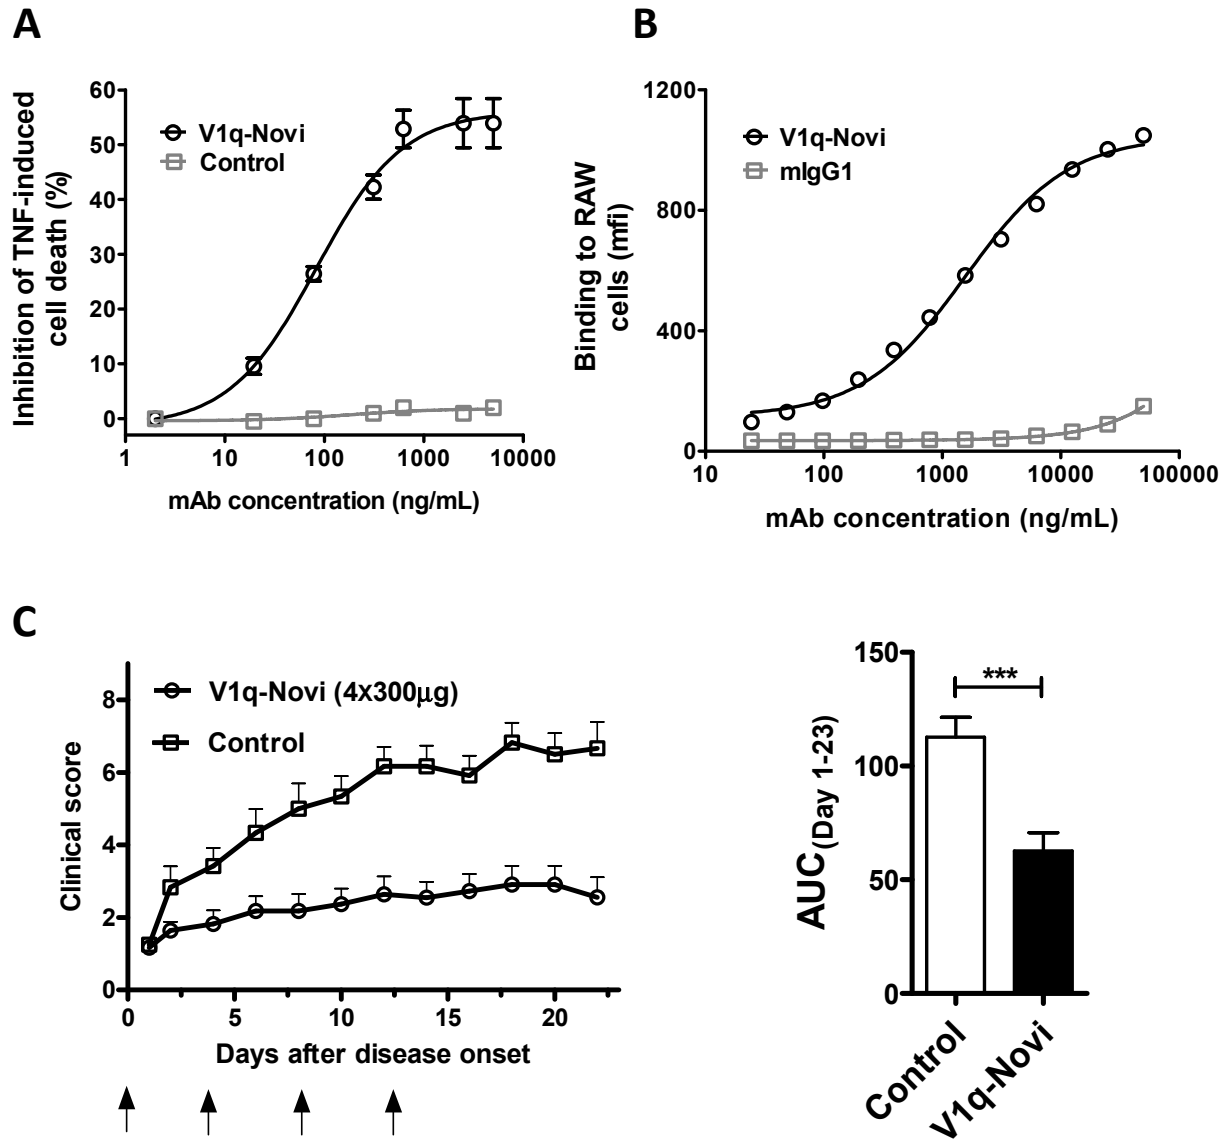 A
Inhibition of TNF-induced
cell death (%)
60
50
40
30
20
10
0
V1q-Novi
Control
1
10
100
1000
10000
mAb concentration (ng/mL)
B
Binding to RAW
cells (mfi)
1200
800
400
0
V1q-Novi
mIgG1
10
100
1000
10000
100000
mAb concentration (ng/mL)
C
Clinical score
8
6
4
2
0
V1q-Novi (4x300µg)
Control
0
5
10
15
20
Days after disease onset
AUC(Day 1-23)
150
100
50
0
***
Control
V1q-Novi